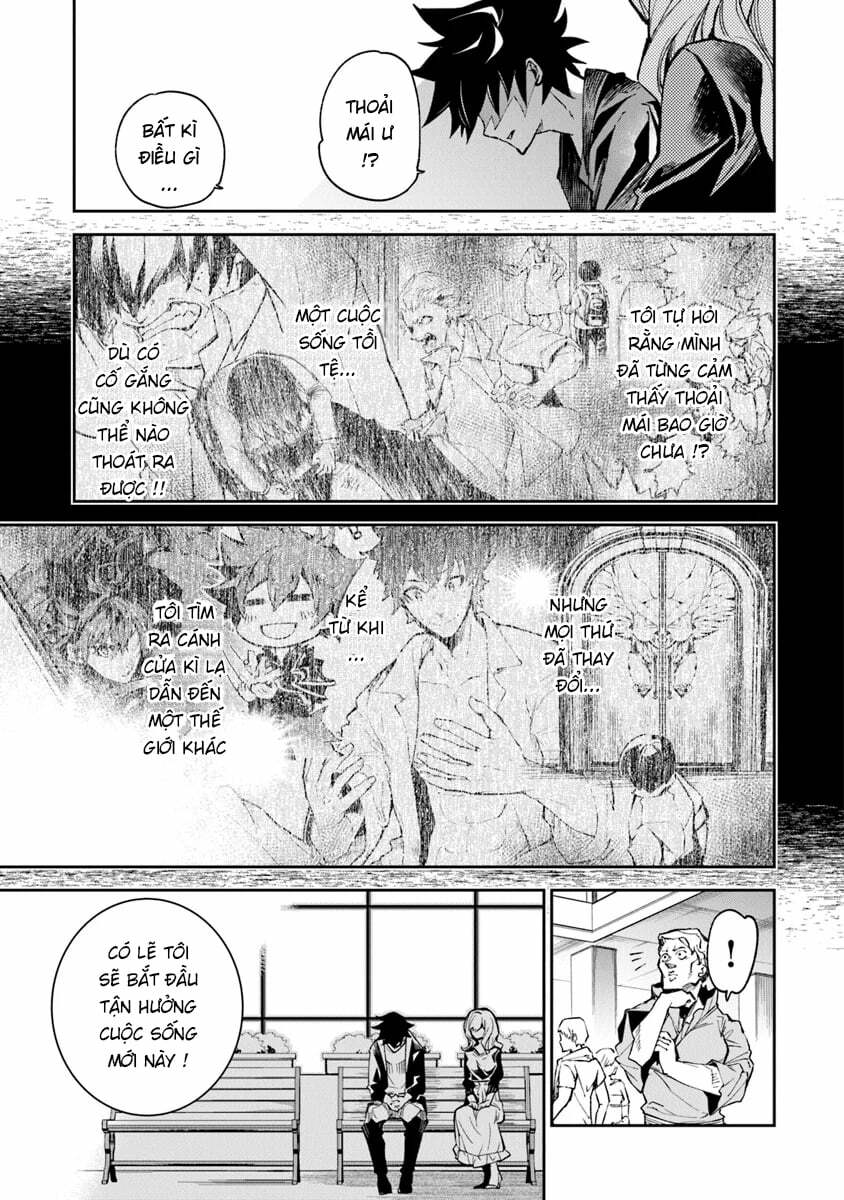 THOẢI
MÁI Ư
!?
BẤT KÌ
ĐIỀU GÌ
...
TÔI TỰ HỎI
RẰNG MÌNH
ĐÃ TỪNG CẢM
THẤY THOẢI
MÁI BAO GIỜ
CHƯA !?
MỘT CUỘC
SỐNG TỒI
TỆ...
DÙ CÓ
CỐ GẮNG
CŨNG KHÔNG
THỂ NÀO
THOÁT RA
ĐƯỢC !!
NHƯNG
MỌI THỨ
ĐÃ THAY
ĐỔI...
KỂ
TỪ KHI
...
TÔI TÌM
RA CÁNH
CỬA KÌ LẠ
DẪN ĐẾN
MỘT THẾ
GIỚI KHÁC
!
CÓ LẼ TÔI
SẼ BẮT ĐẦU
TẬN HƯỞNG
CUỘC SỐNG
MỚI NÀY !